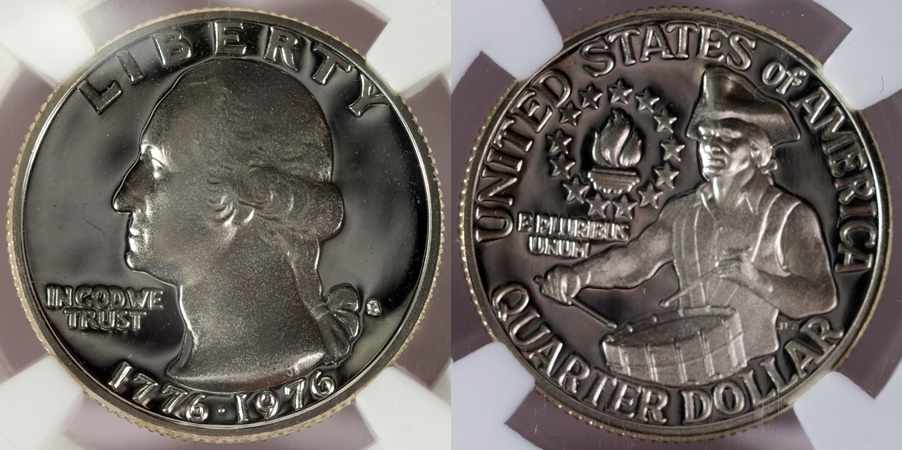 LIBERTY
IN GOD WE
TRUST
1776·1976
UNITED STATES of AMERICA
E PLURIBUS
UNUM
QUARTER DOLLAR